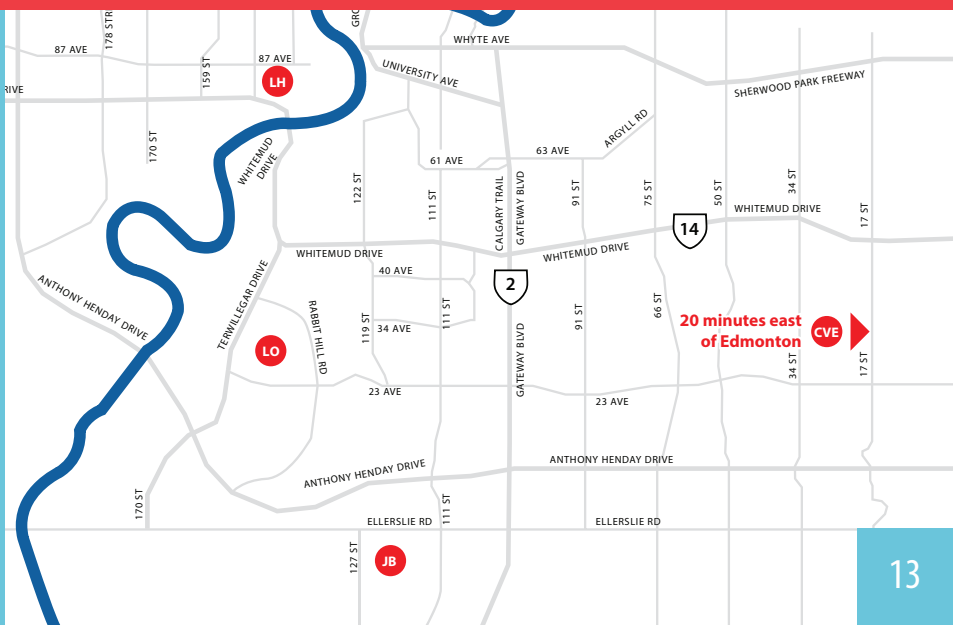 178 STR
GRO
87 AVE
WHYTE AVE
87 AVE
159 ST
LH
UNIVERSITY AVE
SHERWOOD PARK FREEWAY
RIVE
170 ST
WHITEMUD
DRIVE
ARGYLL RD
63 AVE
61 AVE
122 ST
111 ST
CALGARY TRAIL
GATEWAY BLVD
91 ST
75 ST
50 ST
34 ST
17 ST
WHITEMUD DRIVE
14
WHITEMUD DRIVE
WHITEMUD DRIVE
40 AVE
2
ANTHONY HENDAY DRIVE
TERWILLEGAR DRIVE
RABBIT HILL RD
119 ST
34 AVE
111 ST
91 ST
66 ST
20 minutes east
of Edmonton
CVE
LO
GATEWAY BLVD
34 ST
17 ST
23 AVE
23 AVE
ANTHONY HENDAY DRIVE
ANTHONY HENDAY DRIVE
170 ST
111 ST
ELLERSLIE RD
ELLERSLIE RD
127 ST
JB
13